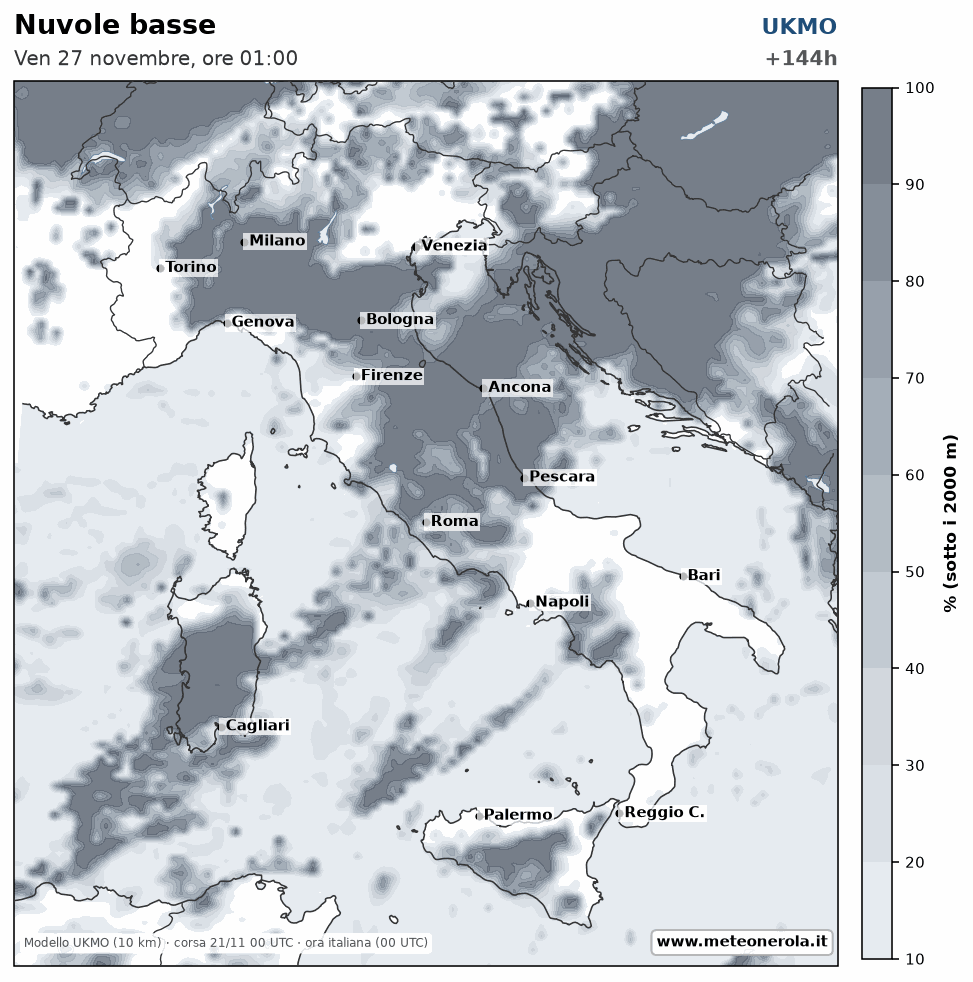 Nuvole basse
UKMO
Ven 27 novembre, ore 01:00
+144h
100
90
80
70
60
50
40
30
20
10
% (sotto i 2000 m)
Milano
Venezia
Torino
Genova
Bologna
Firenze
Ancona
Pescara
Roma
Bari
Napoli
Cagliari
Palermo
Reggio C.
Modello UKMO (10 km) · corsa 21/11 00 UTC · ora italiana (00 UTC)
www.meteonerola.it